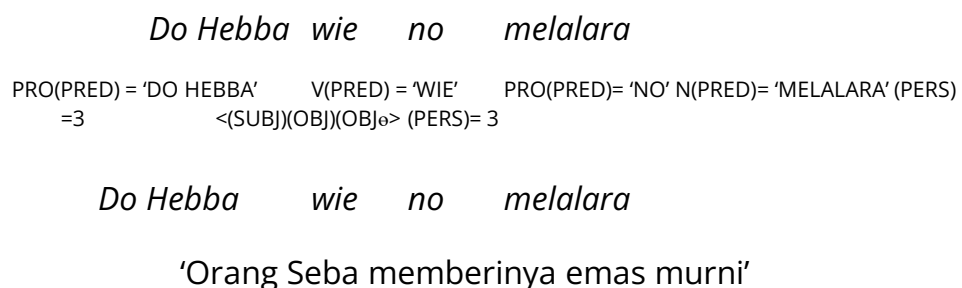 Do Hebba wie no melalara
PRO(PRED) = ‘DO HEBBA’ V(PRED) = ‘WIE’ PRO(PRED)= ‘NO’ N(PRED)= ‘MELALARA’ (PERS)
=3 <(SUBJ)(OBJ)(OBJɵ> (PERS)= 3
Do Hebba wie no melalara
‘Orang Seba memberinya emas murni’